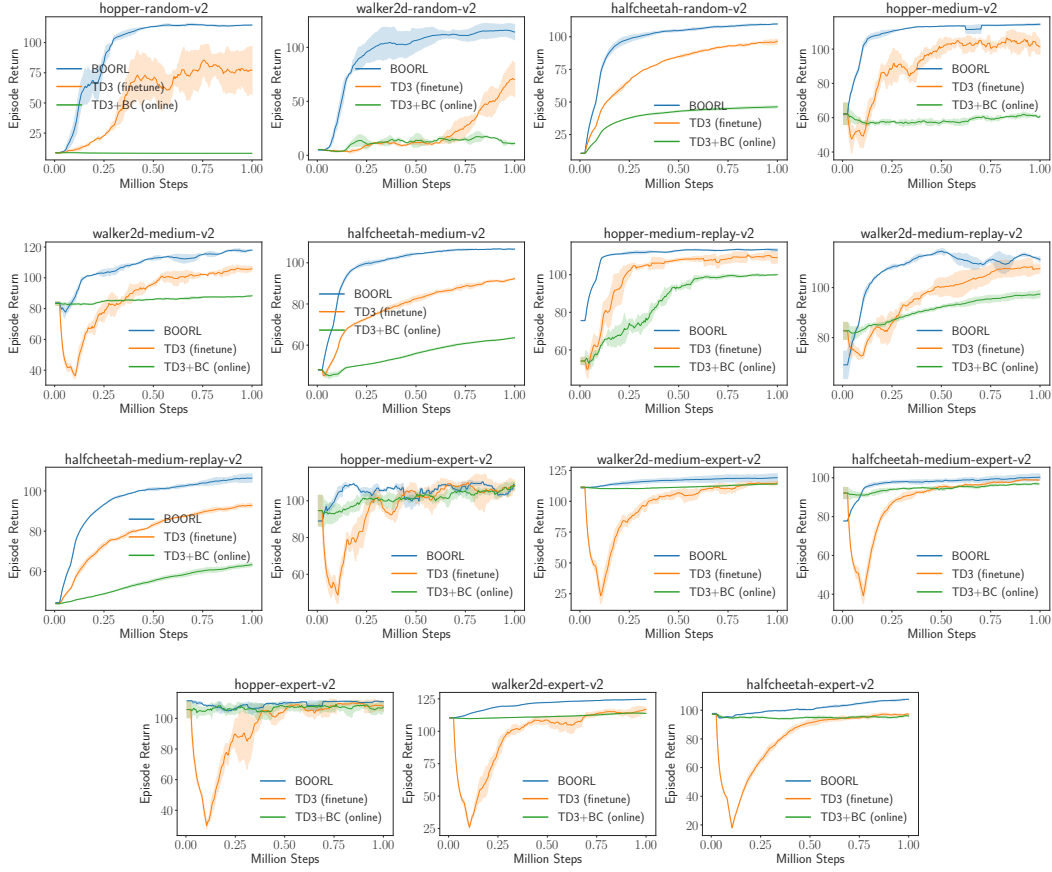 hopper-random-v2
Episode Return
100
75
50
25
BOORL
TD3 (finetune)
TD3+BC (online)
0.00 0.25 0.50 0.75 1.00
Million Steps
walker2d-random-v2
Episode Return
100
50
0
BOORL
TD3 (finetune)
TD3+BC (online)
0.00 0.25 0.50 0.75 1.00
Million Steps
halfcheetah-random-v2
Episode Return
100
75
50
25
BOORL
TD3 (finetune)
TD3+BC (online)
0.00 0.25 0.50 0.75 1.00
Million Steps
hopper-medium-v2
Episode Return
100
80
60
40
BOORL
TD3 (finetune)
TD3+BC (online)
0.00 0.25 0.50 0.75 1.00
Million Steps
walker2d-medium-v2
Episode Return
120
100
80
60
40
BOORL
TD3 (finetune)
TD3+BC (online)
0.00 0.25 0.50 0.75 1.00
Million Steps
halfcheetah-medium-v2
Episode Return
100
80
60
BOORL
TD3 (finetune)
TD3+BC (online)
0.00 0.25 0.50 0.75 1.00
Million Steps
hopper-medium-replay-v2
Episode Return
100
80
60
BOORL
TD3 (finetune)
TD3+BC (online)
0.00 0.25 0.50 0.75 1.00
Million Steps
walker2d-medium-replay-v2
Episode Return
100
80
BOORL
TD3 (finetune)
TD3+BC (online)
0.00 0.25 0.50 0.75 1.00
Million Steps
halfcheetah-medium-replay-v2
Episode Return
100
80
60
BOORL
TD3 (finetune)
TD3+BC (online)
0.00 0.25 0.50 0.75 1.00
Million Steps
hopper-medium-expert-v2
Episode Return
100
80
60
BOORL
TD3 (finetune)
TD3+BC (online)
0.00 0.25 0.50 0.75 1.00
Million Steps
walker2d-medium-expert-v2
Episode Return
125
100
75
50
25
BOORL
TD3 (finetune)
TD3+BC (online)
0.00 0.25 0.50 0.75 1.00
Million Steps
halfcheetah-medium-expert-v2
Episode Return
100
80
60
40
BOORL
TD3 (finetune)
TD3+BC (online)
0.00 0.25 0.50 0.75 1.00
Million Steps
hopper-expert-v2
Episode Return
100
80
60
40
BOORL
TD3 (finetune)
TD3+BC (online)
0.00 0.25 0.50 0.75 1.00
Million Steps
walker2d-expert-v2
Episode Return
125
100
75
50
25
BOORL
TD3 (finetune)
TD3+BC (online)
0.00 0.25 0.50 0.75 1.00
Million Steps
halfcheetah-expert-v2
Episode Return
100
80
60
40
20
BOORL
TD3 (finetune)
TD3+BC (online)
0.00 0.25 0.50 0.75 1.00
Million Steps